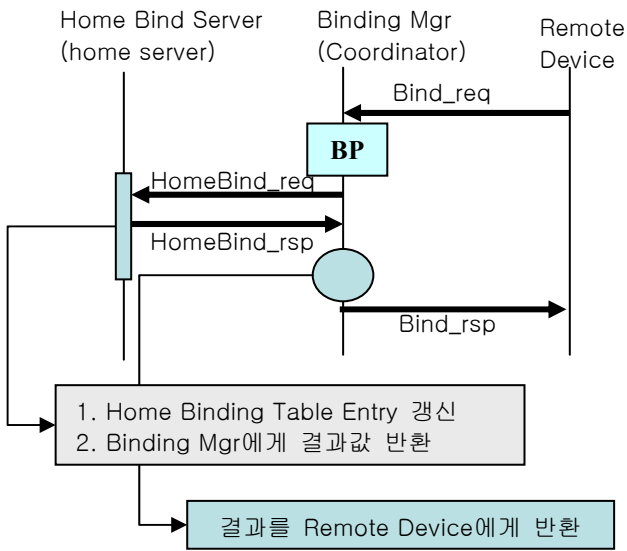 Home Bind Server
(home server)
Binding Mgr
(Coordinator)
Remote
Device
Bind_req
BP
HomeBind_req
HomeBind_rsp
Bind_rsp
1. Home Binding Table Entry 갱신
2. Binding Mgr에게 결과값 반환
결과를 Remote Device에게 반환